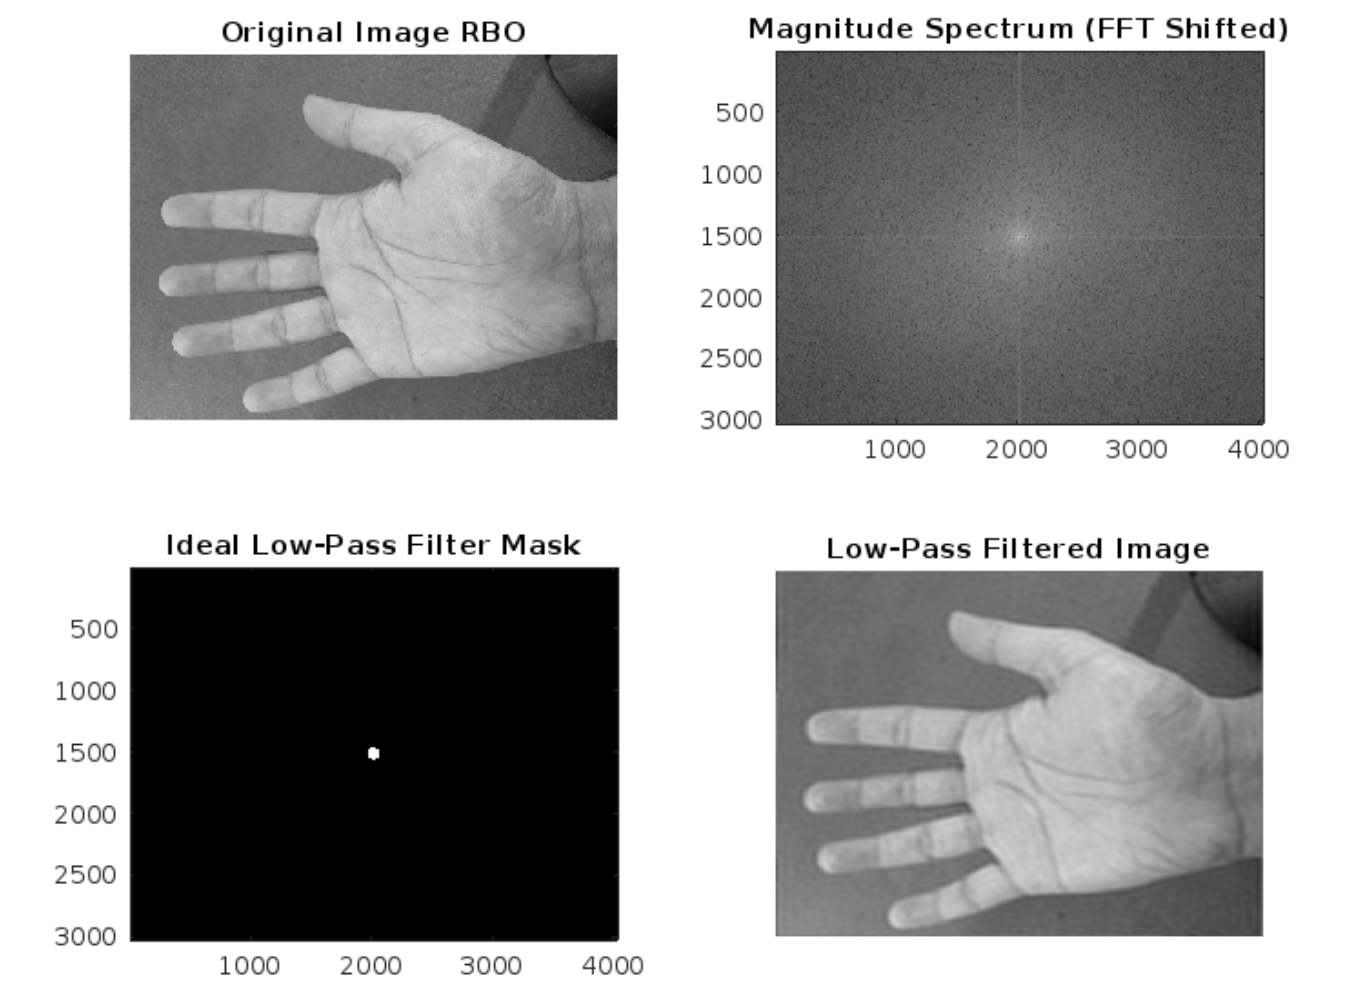 Original Image RBO
Magnitude Spectrum (FFT Shifted)
500
1000
1500
2000
2500
3000
1000 2000 3000 4000
Ideal Low-Pass Filter Mask
500
1000
1500
2000
2500
3000
1000 2000 3000 4000
Low-Pass Filtered Image